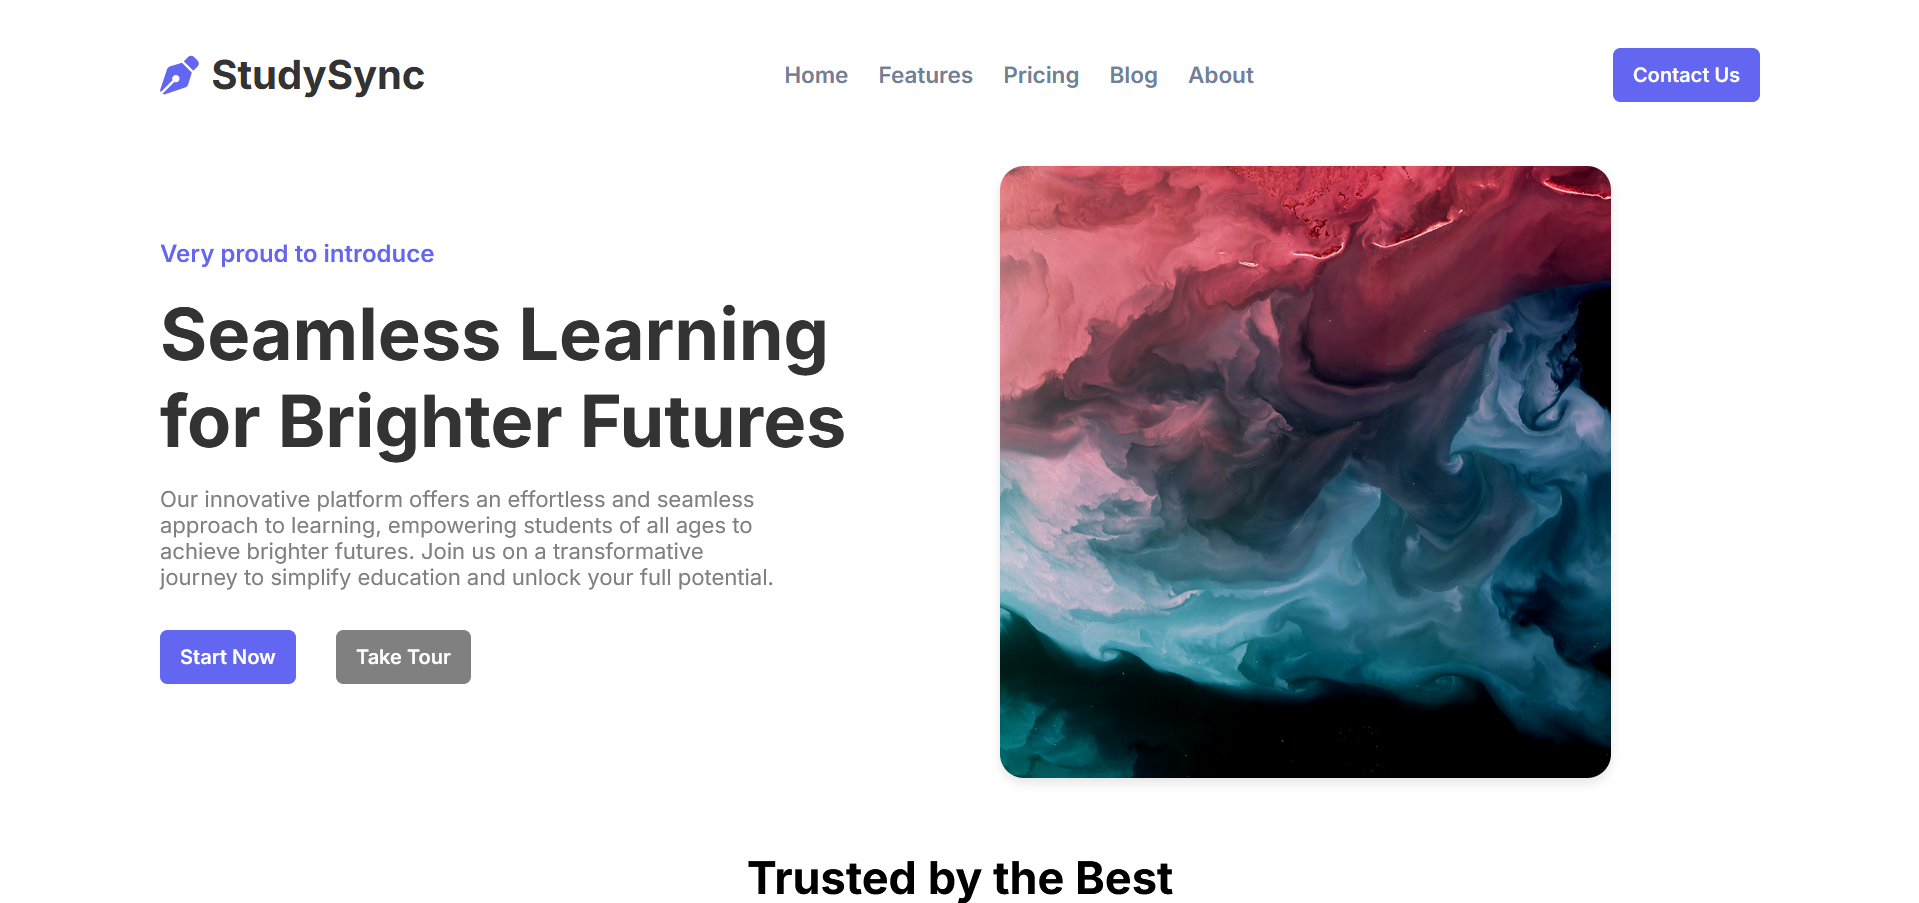 StudySync
Home Features Pricing Blog About
Contact Us
Very proud to introduce
Seamless Learning
for Brighter Futures
Our innovative platform offers an effortless and seamless
approach to learning, empowering students of all ages to
achieve brighter futures. Join us on a transformative
journey to simplify education and unlock your full potential.
Start Now
Take Tour
Trusted by the Best